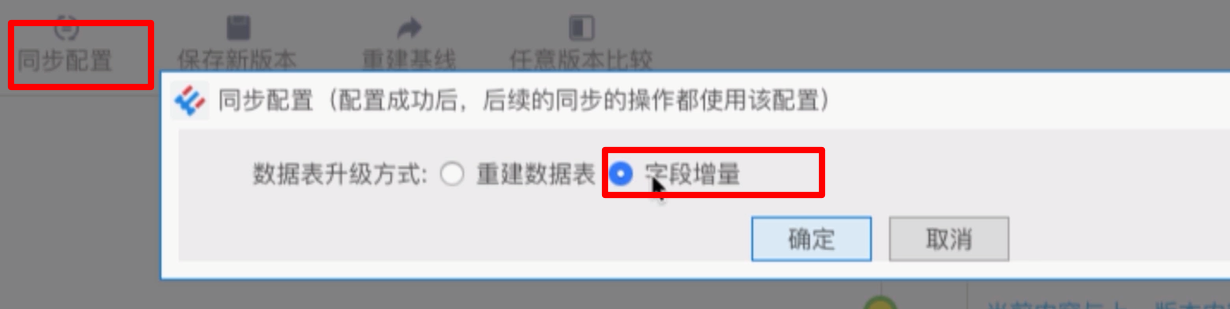 同步配置 保存新版本 重建基线 任意版本比较
同步配置（配置成功后，后续的同步的操作都使用该配置）
数据表升级方式: 重建数据表 字段增量
确定 取消